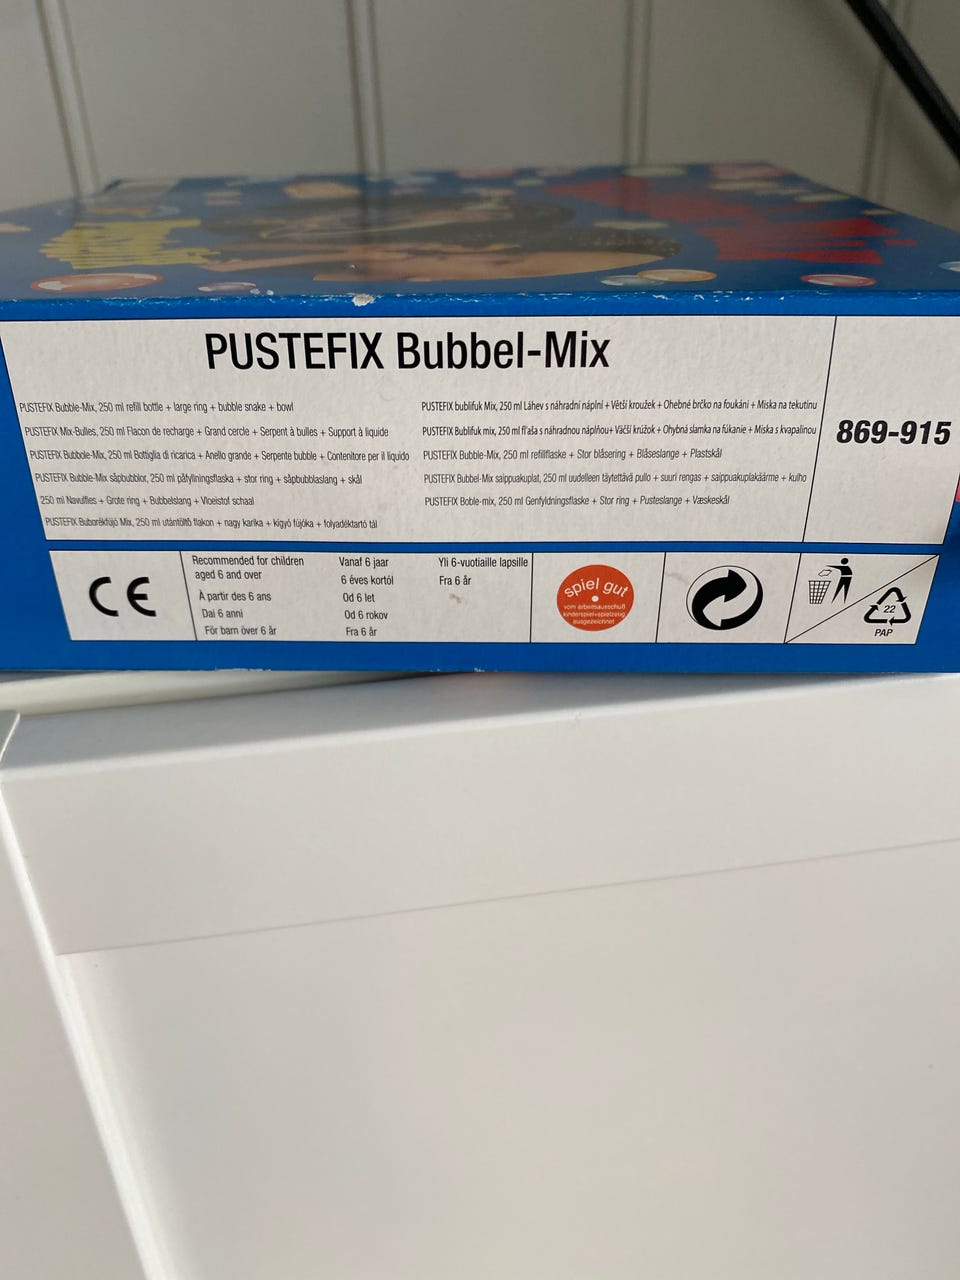 PUSTEFIX Bubbel-Mix
PUSTEFIX Bubble-Mix, 250 ml refill bottle + large ring + bubble snake + bowl
PUSTEFIX Mix-Bulles, 250 ml Flacon de recharge + Grand cercle + Serpent à bulles + Support à liquide
PUSTEFIX Bubbole-Mix, 250 ml Bottiglia di ricarica + Anello grande + Serpente bubble + Contenitore per il liquido
PUSTEFIX Bubble-Mix såpbubblor, 250 ml påfyllningsflaska + stor ring + såpbubblaslang + skål
250 ml Navulfles + Grote ring + Bubbelslang + Vloeistof schaal
PUSTEFIX Buborékfújó Mix, 250 ml utántöltő flakon + nagy karika + kígyó fújóka + folyadéktartó tál
PUSTEFIX bublifuk Mix, 250 ml Láhev s náhradní náplní + Větší kroužek + Ohebné brčko na foukání + Miska na tekutinu
PUSTEFIX Bublifuk mix, 250 ml fľaša s náhradnou náplňou+ Väčší krúžok + Ohybná slamka na fúkanie + Miska s kvapalinou
PUSTEFIX Bubble-Mix, 250 ml refillflaske + Stor blåsering + Blåseslange + Plastskål
PUSTEFIX Bubbel-Mix saippuakuplat, 250 ml uudelleen täytettävä pullo + suuri rengas + saippuakuplakäärme + kulho
PUSTEFIX Boble-mix, 250 ml Genfyldningsflaske + Stor ring + Pusteslange + Væskeskål
869-915
CE
Recommended for children
aged 6 and over
À partir des 6 ans
Dai 6 anni
För barn över 6 år
Vanaf 6 jaar
6 éves kortól
Od 6 let
Od 6 rokov
Fra 6 år
Yli 6-vuotiaille lapsille
Fra 6 år
spiel gut
vom arbeitsausschuß
kinderspiel+spielzeug
ausgezeichnet
22
PAP